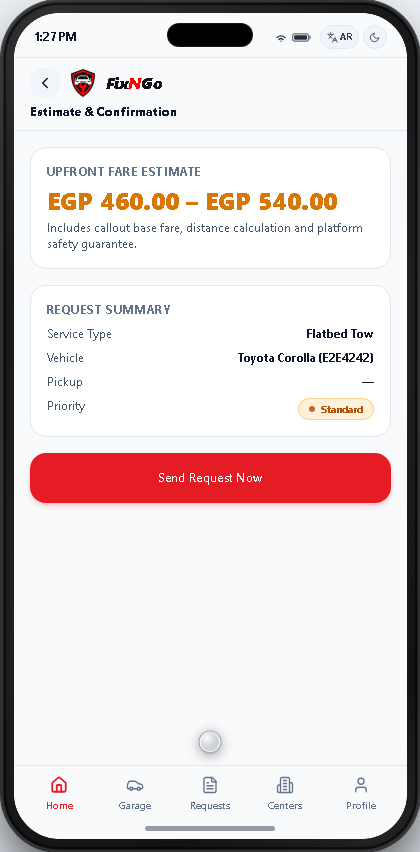 1:27 PM
AR
FixNGo
Estimate & Confirmation
UPFRONT FARE ESTIMATE
EGP 460.00 – EGP 540.00
Includes callout base fare, distance calculation and platform
safety guarantee.
REQUEST SUMMARY
Service Type Flatbed Tow
Vehicle Toyota Corolla (E2E4242)
Pickup —
Priority Standard
Send Request Now
Home Garage Requests Centers Profile